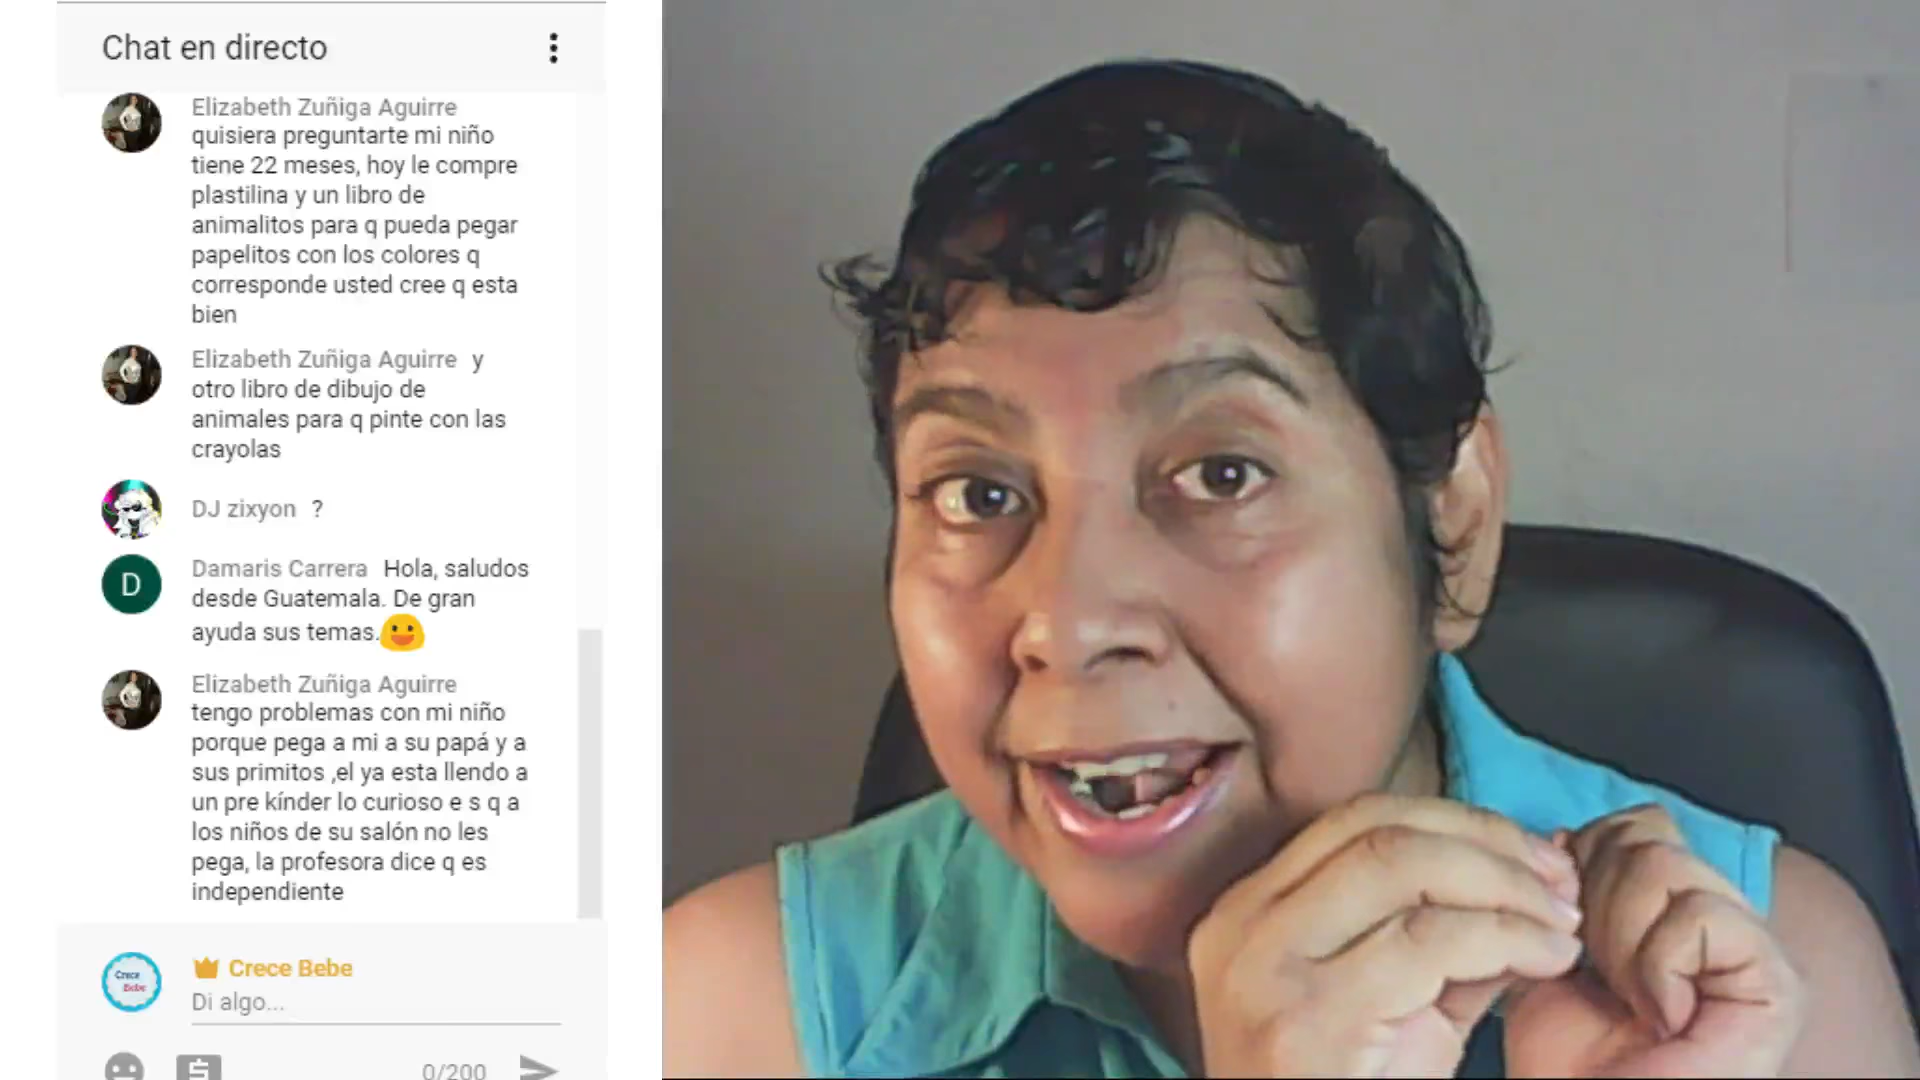 Chat en directo
Elizabeth Zuñiga Aguirre
quisiera preguntarte mi niño
tiene 22 meses, hoy le compre
plastilina y un libro de
animalitos para q pueda pegar
papelitos con los colores q
corresponde usted cree q esta
bien
Elizabeth Zuñiga Aguirre y
otro libro de dibujo de
animales para q pinte con las
crayolas
DJ zixyon ?
D
Damaris Carrera Hola, saludos
desde Guatemala. De gran
ayuda sus temas.
Elizabeth Zuñiga Aguirre
tengo problemas con mi niño
porque pega a mi a su papá y a
sus primitos ,el ya esta llendo a
un pre kínder lo curioso e s q a
los niños de su salón no les
pega, la profesora dice q es
independiente
Crece
Bebe
Crece Bebe
Di algo...
0/200